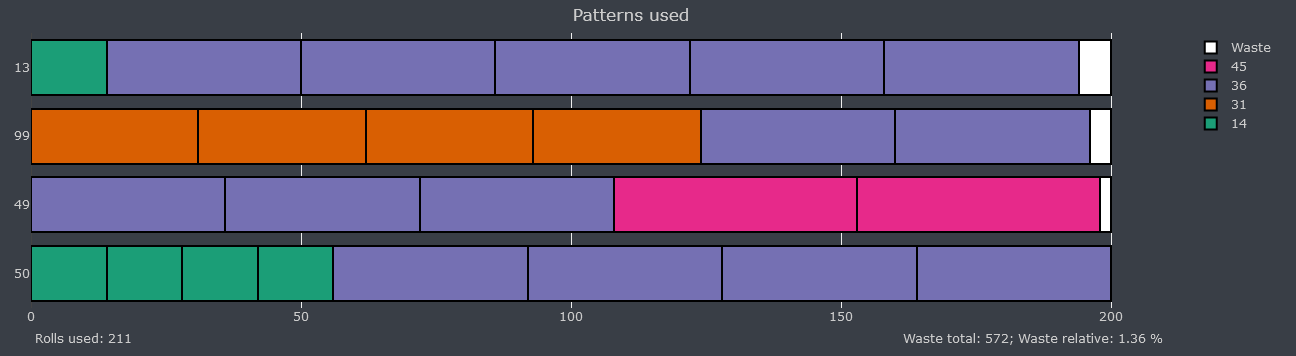 Patterns used
13
99
49
50
0 50 100 150 200
Rolls used: 211
Waste total: 572; Waste relative: 1.36 %
Waste
45
36
31
14